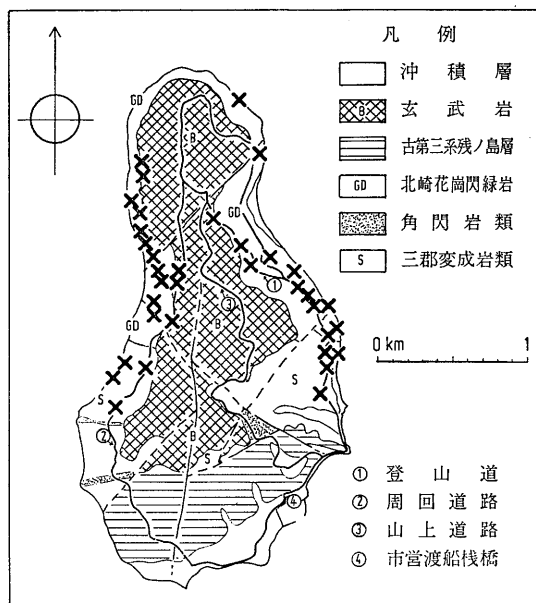 凡例
沖積層
B 玄武岩
古第三系残ノ島層
GD 北崎花崗閃緑岩
角閃岩類
S 三郡変成岩類
0 km 1
① 登山道
② 周回道路
③ 山上道路
④ 市営渡船桟橋
GD
B
GD
①
③
B
GD
S
S
②
B
S
④